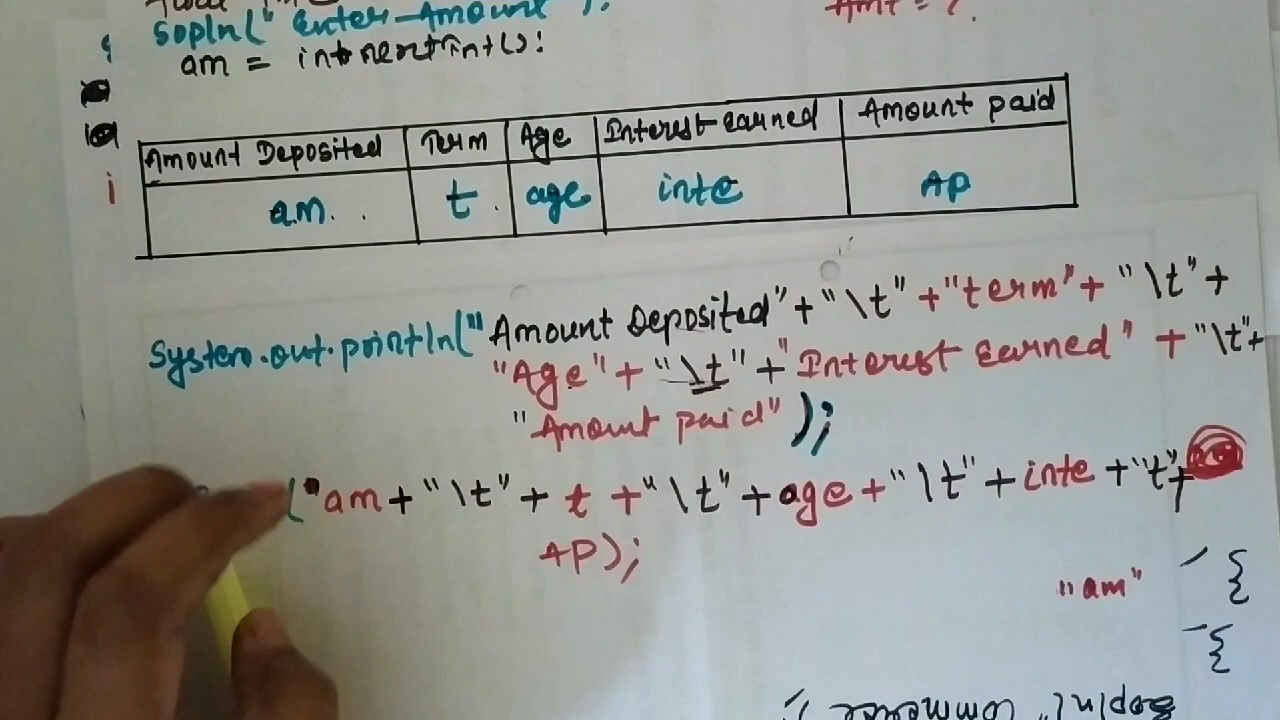 sopln(" Enter-Amount ).
am = int nextInt();
Amount Deposited Term Age Interest earned Amount paid
am. . t . age inte AP
System.out.println("Amount Deposited"+"\t"+"term"+ "\t"+
"Age"+"\t"+"Interest Earned" + "\t"+
"Amount paid");
( am+"\t"+ t +"\t"+age+"\t"+inte +"t"+
AP);
"am" }
}